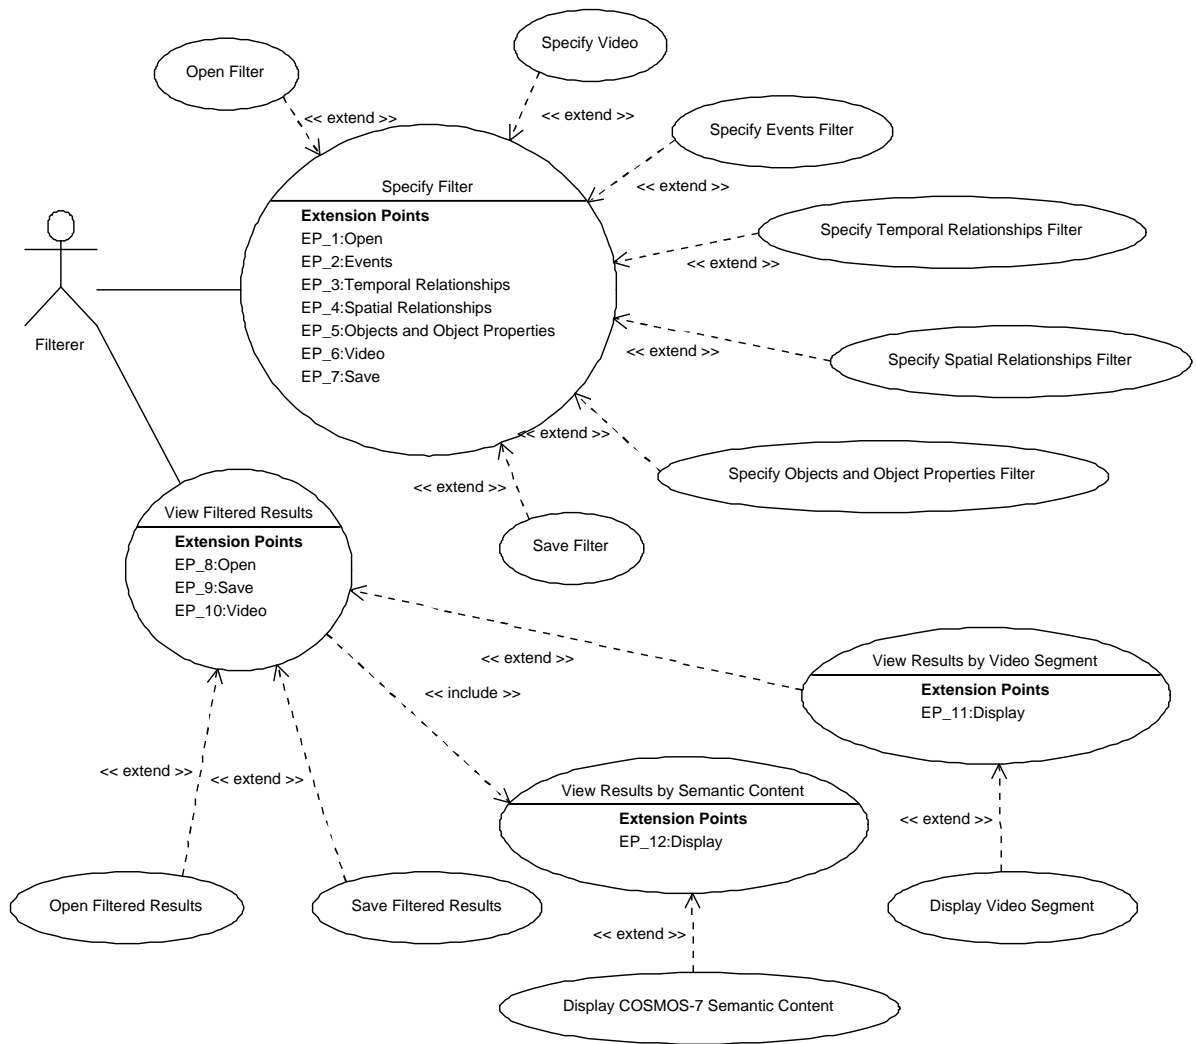 Specify Video
Open Filter
<< extend >>
<< extend >>
Specify Events Filter
Specify Filter
<< extend >>
Extension Points
EP_1:Open
EP_2:Events
EP_3:Temporal Relationships
EP_4:Spatial Relationships
EP_5:Objects and Object Properties
EP_6:Video
EP_7:Save
Specify Temporal Relationships Filter
<< extend >>
Filterer
<< extend >>
Specify Spatial Relationships Filter
<< extend >>
Specify Objects and Object Properties Filter
<< extend >>
Save Filter
View Filtered Results
Extension Points
EP_8:Open
EP_9:Save
EP_10:Video
<< extend >>
View Results by Video Segment
Extension Points
EP_11:Display
<< include >>
<< extend >>
<< extend >>
View Results by Semantic Content
Extension Points
EP_12:Display
<< extend >>
Open Filtered Results
Save Filtered Results
Display Video Segment
<< extend >>
Display COSMOS-7 Semantic Content